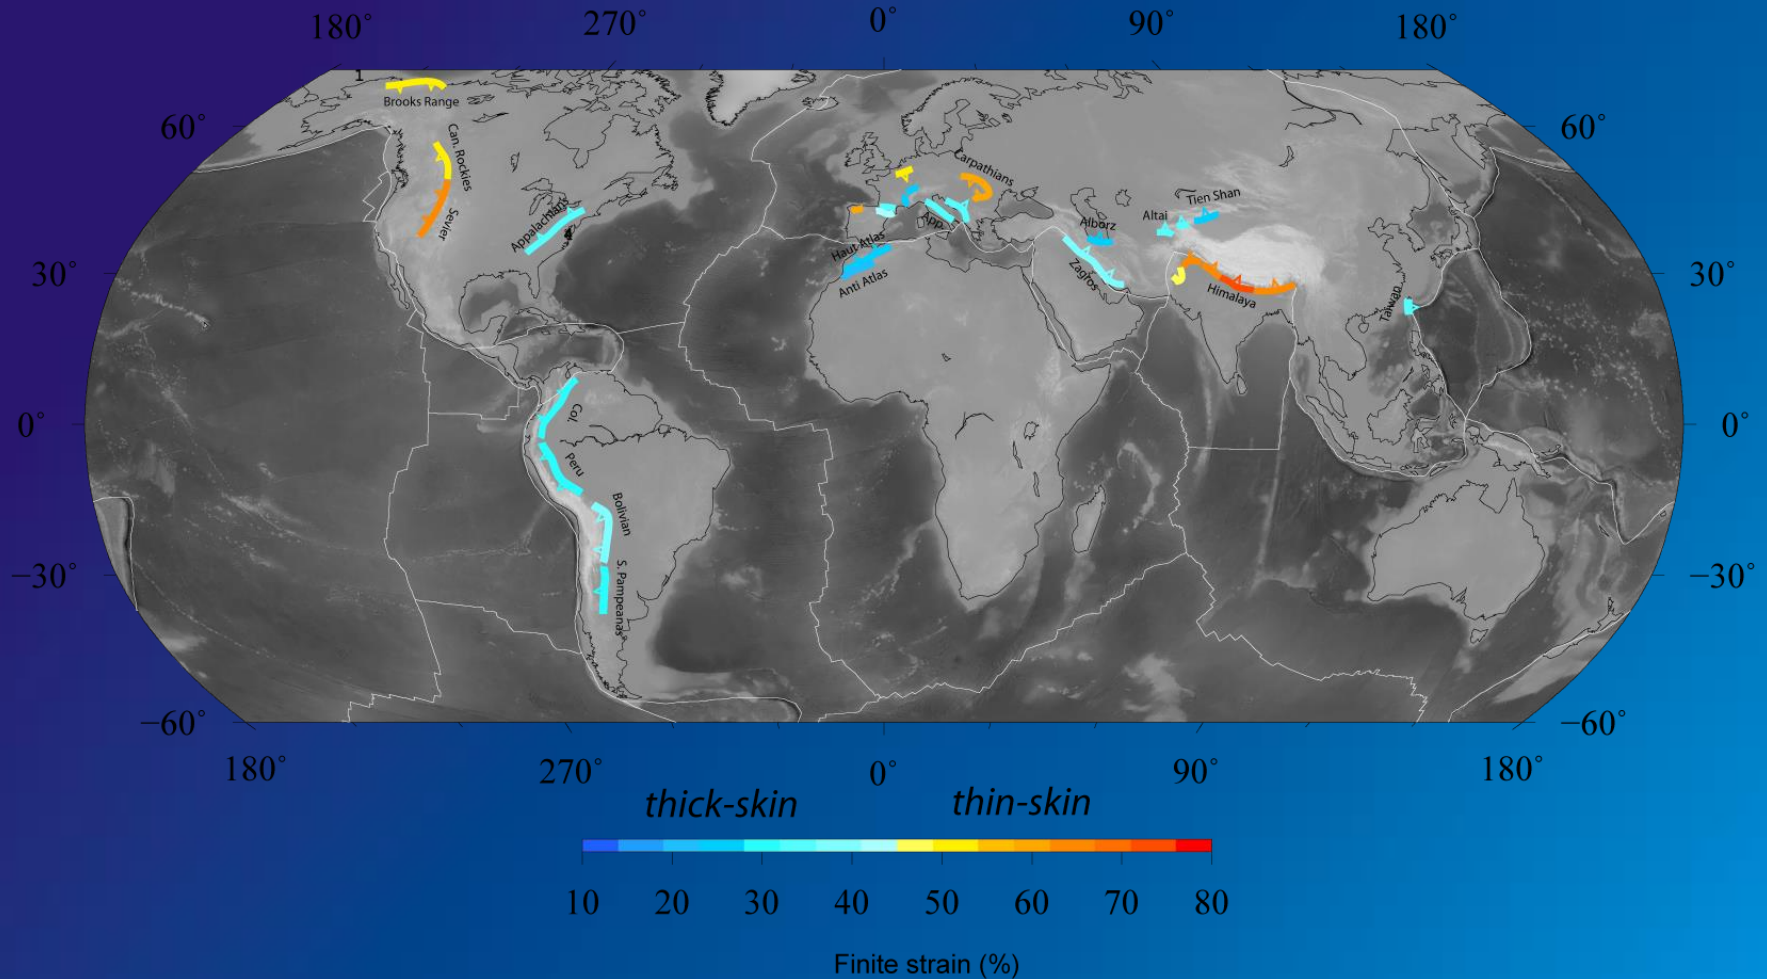 180° 270° 0° 90° 180°
1
Brooks Range
60° 60°
Can. Rockies
Carpathians
Tien Shan
Altai
Appalachians
Sevier
App.
Alborz
Haut Atlas
30° 30°
Zagros
Anti Atlas
Himalaya
Taiwan
Col.
0° 0°
Peru
Bolivian
−30° −30°
S. Pampeanas
−60° −60°
180° 270° 0° 90° 180°
thick-skin thin-skin
10 20 30 40 50 60 70 80
Finite strain (%)